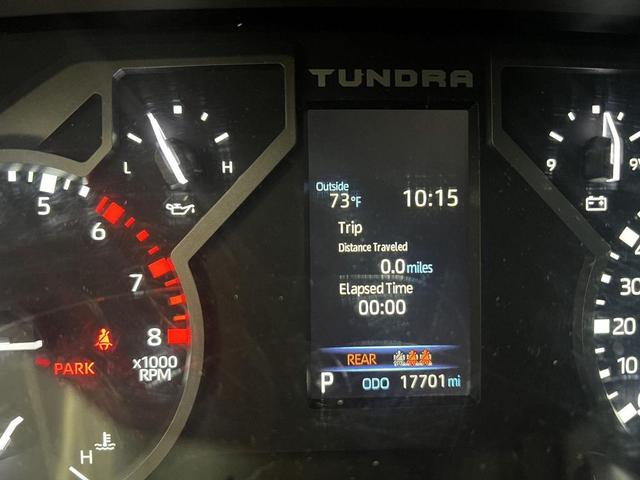 TUNDRA
L H
9
5
6
7
8
x1000
RPM
PARK
H
Outside
73°F
10:15
Trip
Distance Traveled
0.0 miles
Elapsed Time
00:00
REAR
P ODO 17701 mi
30
20
10